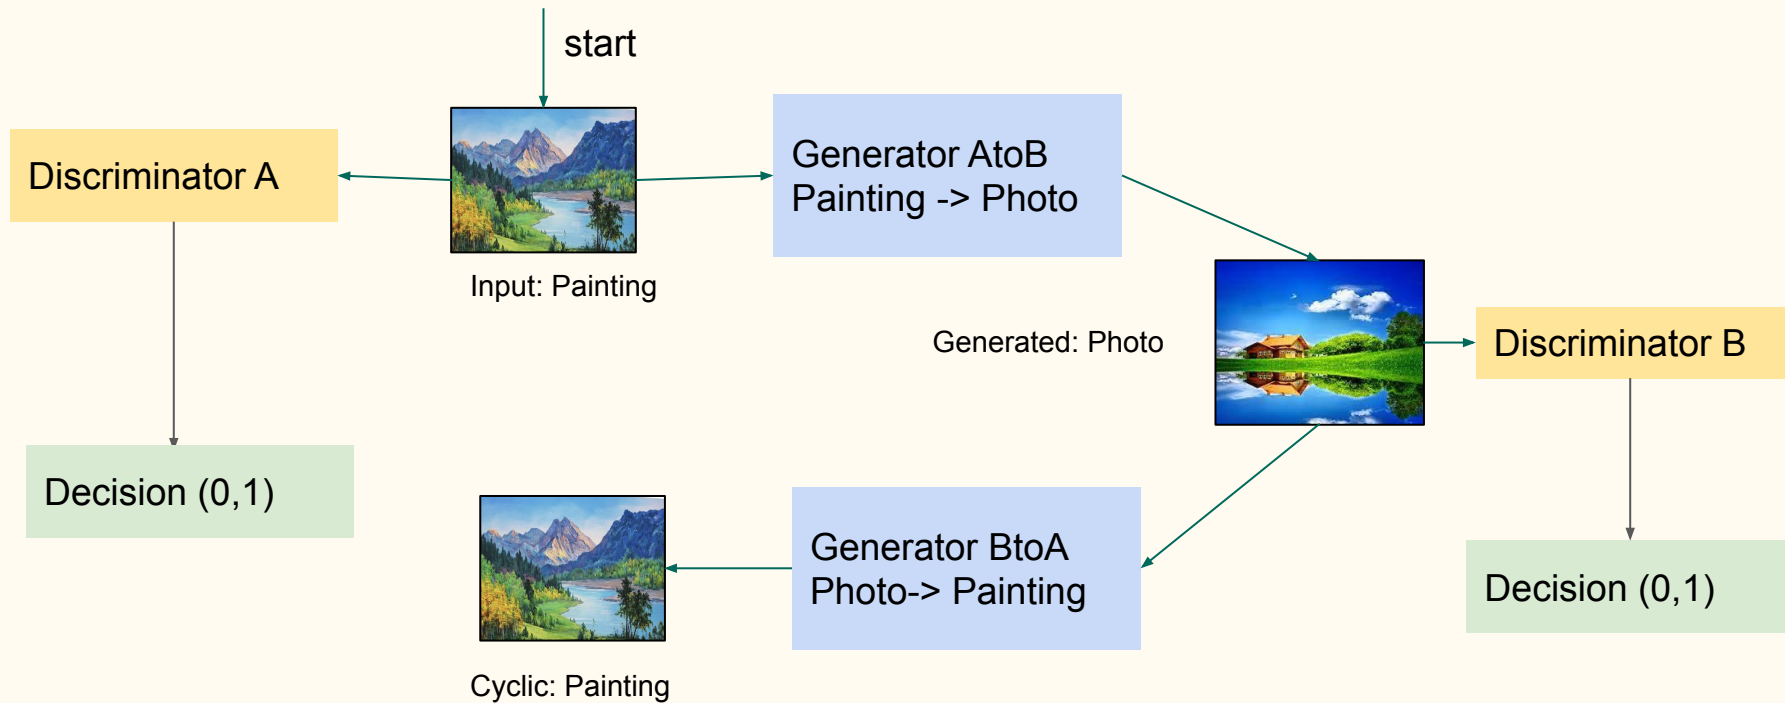 start
Discriminator A
Generator AtoB
Painting -> Photo
Input: Painting
Generated: Photo
Discriminator B
Decision (0,1)
Generator BtoA
Photo-> Painting
Decision (0,1)
Cyclic: Painting